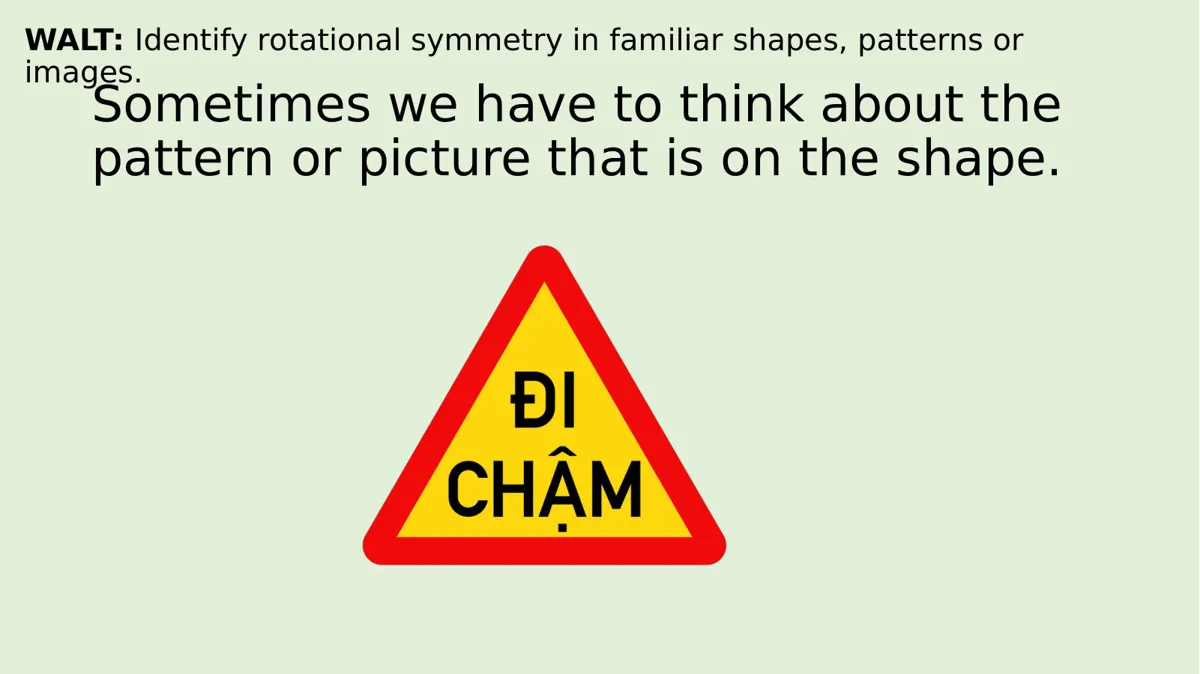 WALT: Identify rotational symmetry in familiar shapes, patterns or
images.
Sometimes we have to think about the
pattern or picture that is on the shape.
ĐI
CHẬM